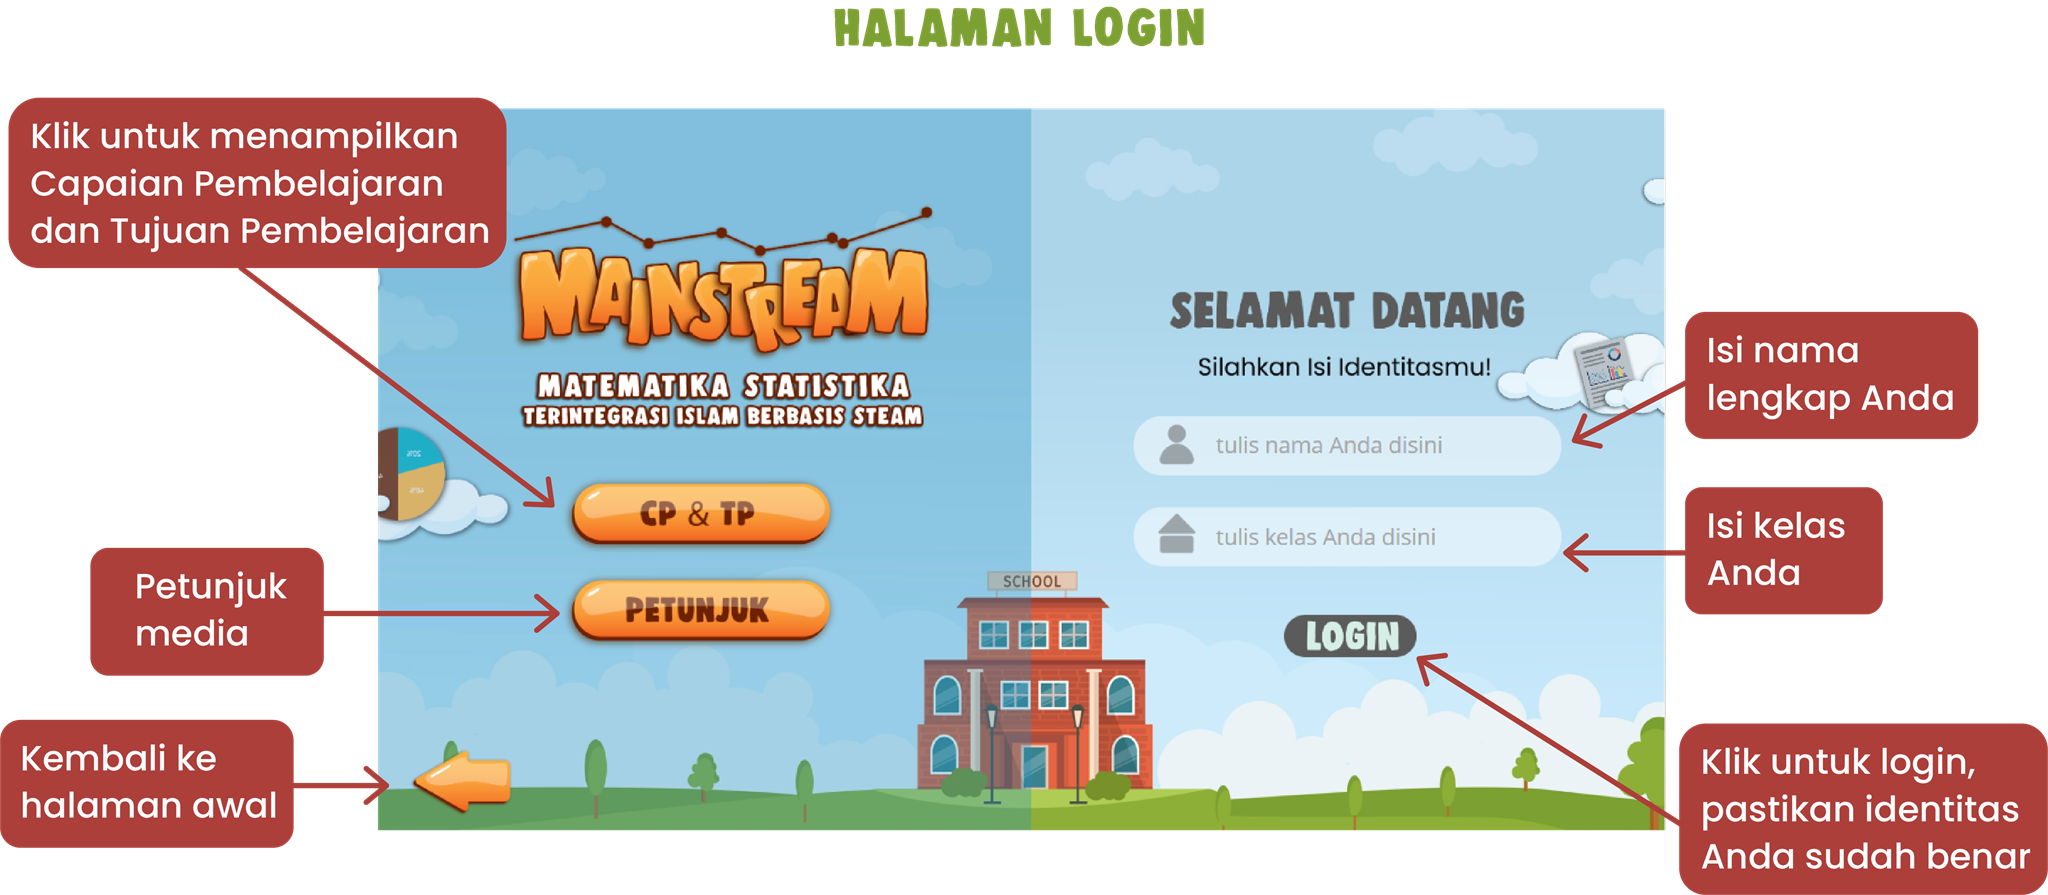 HALAMAN LOGIN
Klik untuk menampilkan
Capaian Pembelajaran
dan Tujuan Pembelajaran
MAINSTREAM
MATEMATIKA STATISTIKA
TERINTEGRASI ISLAM BERBASIS STEAM
CP & TP
PETUNJUK
Petunjuk
media
Kembali ke
halaman awal
SELAMAT DATANG
Silahkan Isi Identitasmu!
tulis nama Anda disini
tulis kelas Anda disini
LOGIN
SCHOOL
Isi nama
lengkap Anda
Isi kelas
Anda
Klik untuk login,
pastikan identitas
Anda sudah benar